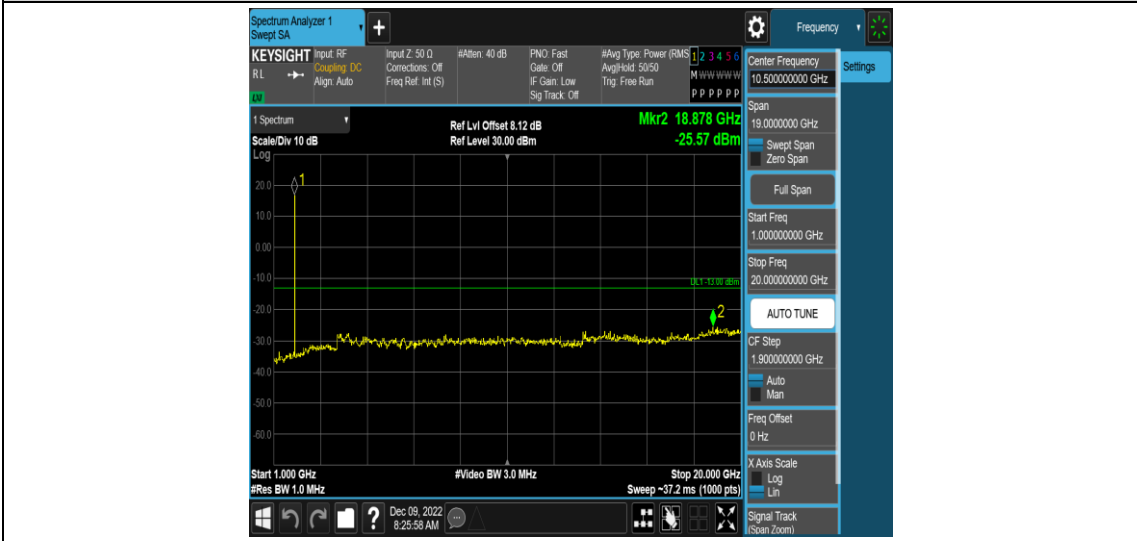 Spectrum Analyzer 1
Swept SA
+
Frequency
KEYSIGHT
RL
Input: RF
Coupling: DC
Align: Auto
Input Z: 50 Ω
Corrections: Off
Freq Ref: Int (S)
#Atten: 40 dB
PNO: Fast
Gate: Off
IF Gain: Low
Sig Track: Off
#Avg Type: Power (RMS
Avg|Hold: 50/50
Trig: Free Run
1 2 3 4 5 6
M W W W W W
P P P P P P
1 Spectrum
Scale/Div 10 dB
Ref Lvl Offset 8.12 dB
Ref Level 30.00 dBm
Mkr2 18.878 GHz
-25.57 dBm
Log
20.0
10.0
0.00
-10.0
-20.0
-30.0
-40.0
-50.0
-60.0
1
DL1 -13.00 dBm
2
Start 1.000 GHz
#Video BW 3.0 MHz
Stop 20.000 GHz
#Res BW 1.0 MHz
Sweep ~37.2 ms (1000 pts)
?
Dec 09, 2022
8:25:58 AM
Center Frequency
10.500000000 GHz
Settings
Span
19.0000000 GHz
Swept Span
Zero Span
Full Span
Start Freq
1.000000000 GHz
Stop Freq
20.000000000 GHz
AUTO TUNE
CF Step
1.900000000 GHz
Auto
Man
Freq Offset
0 Hz
X Axis Scale
Log
Lin
Signal Track
(Span Zoom)